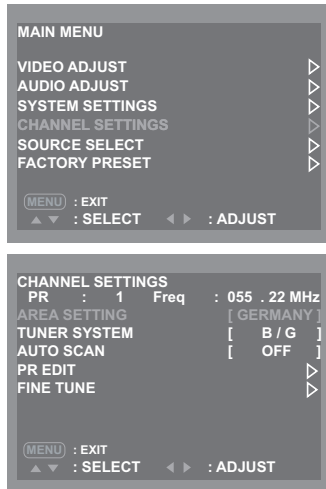 MAIN MENU
VIDEO ADJUST
AUDIO ADJUST
SYSTEM SETTINGS
CHANNEL SETTINGS
SOURCE SELECT
FACTORY PRESET
MENU : EXIT
▲ ▼ : SELECT ◀ ▶ : ADJUST
CHANNEL SETTINGS
PR : 1 Freq : 055 . 22 MHz
AREA SETTING [ GERMANY ]
TUNER SYSTEM [ B / G ]
AUTO SCAN [ OFF ]
PR EDIT
FINE TUNE
MENU : EXIT
▲ ▼ : SELECT ◀ ▶ : ADJUST